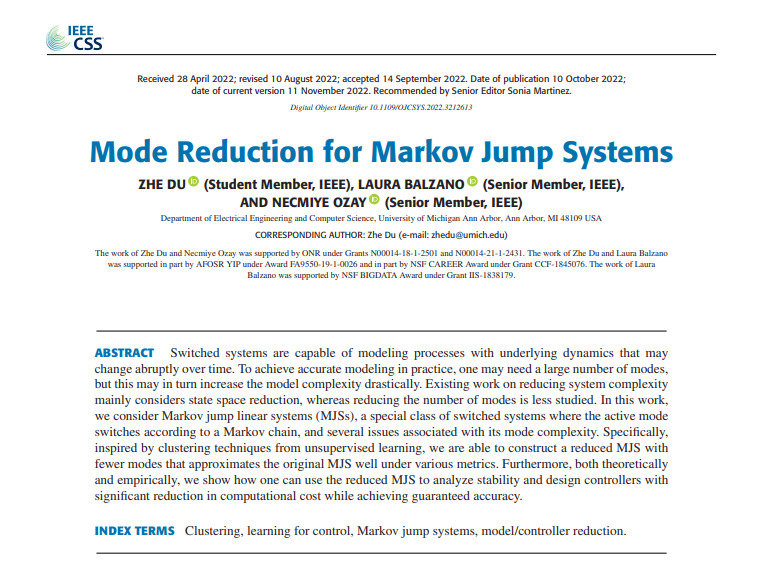 IEEE
CSS
Received 28 April 2022; revised 10 August 2022; accepted 14 September 2022. Date of publication 10 October 2022;
date of current version 11 November 2022. Recommended by Senior Editor Sonia Martinez.
Digital Object Identifier 10.1109/OJCSYS.2022.3212613
Mode Reduction for Markov Jump Systems
ZHE DU (Student Member, IEEE), LAURA BALZANO (Senior Member, IEEE),
AND NECMIYE OZAY (Senior Member, IEEE)
Department of Electrical Engineering and Computer Science, University of Michigan Ann Arbor, Ann Arbor, MI 48109 USA
CORRESPONDING AUTHOR: Zhe Du (e-mail: zhedu@umich.edu)
The work of Zhe Du and Necmiye Ozay was supported by ONR under Grants N00014-18-1-2501 and N00014-21-1-2431. The work of Zhe Du and Laura Balzano
was supported in part by AFOSR YIP under Award FA9550-19-1-0026 and in part by NSF CAREER Award under Grant CCF-1845076. The work of Laura
Balzano was supported by NSF BIGDATA Award under Grant IIS-1838179.
ABSTRACT Switched systems are capable of modeling processes with underlying dynamics that may
change abruptly over time. To achieve accurate modeling in practice, one may need a large number of modes,
but this may in turn increase the model complexity drastically. Existing work on reducing system complexity
mainly considers state space reduction, whereas reducing the number of modes is less studied. In this work,
we consider Markov jump linear systems (MJSs), a special class of switched systems where the active mode
switches according to a Markov chain, and several issues associated with its mode complexity. Specifically,
inspired by clustering techniques from unsupervised learning, we are able to construct a reduced MJS with
fewer modes that approximates the original MJS well under various metrics. Furthermore, both theoretically
and empirically, we show how one can use the reduced MJS to analyze stability and design controllers with
significant reduction in computational cost while achieving guaranteed accuracy.
INDEX TERMS Clustering, learning for control, Markov jump systems, model/controller reduction.